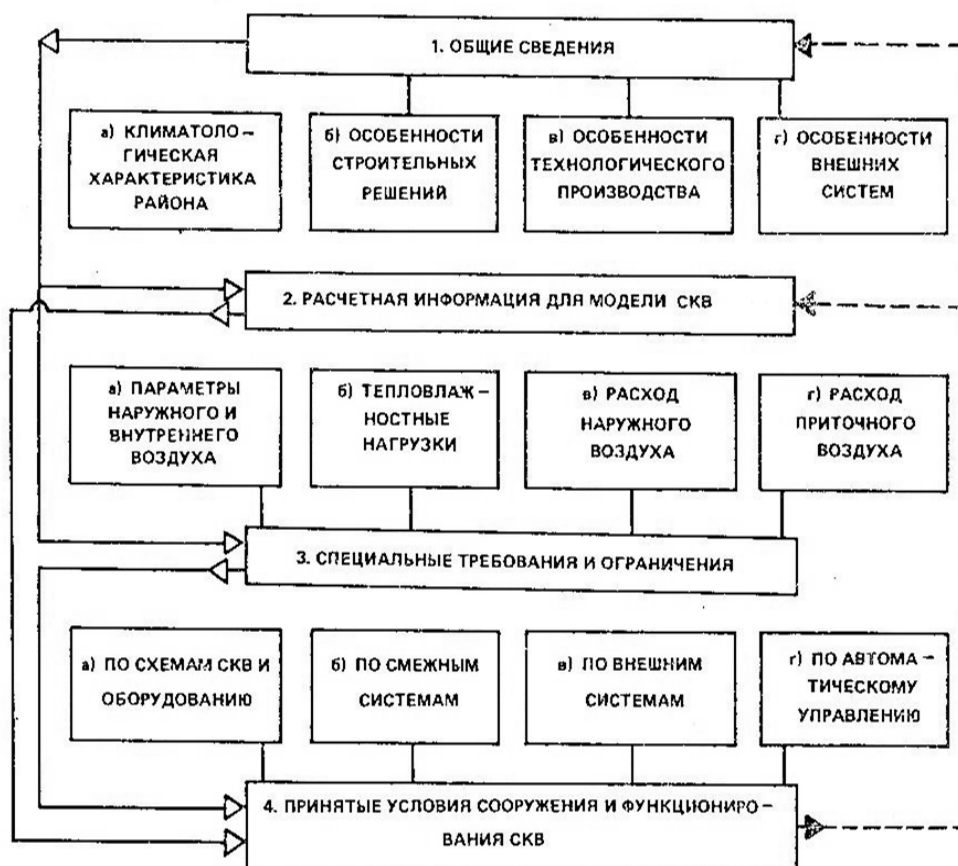 1. ОБЩИЕ СВЕДЕНИЯ
а) КЛИМАТОЛО –
ГИЧЕСКАЯ
ХАРАКТЕРИСТИКА
РАЙОНА
б) ОСОБЕННОСТИ
СТРОИТЕЛЬНЫХ
РЕШЕНИЙ
в) ОСОБЕННОСТИ
ТЕХНОЛОГИЧЕСКОГО
ПРОИЗВОДСТВА
г) ОСОБЕННОСТИ
ВНЕШНИХ
СИСТЕМ
2. РАСЧЕТНАЯ ИНФОРМАЦИЯ ДЛЯ МОДЕЛИ СКВ
а) ПАРАМЕТРЫ
НАРУЖНОГО И
ВНУТРЕННЕГО
ВОЗДУХА
б) ТЕПЛОВЛАЖ –
НОСТНЫЕ
НАГРУЗКИ
в) РАСХОД
НАРУЖНОГО
ВОЗДУХА
г) РАСХОД
ПРИТОЧНОГО
ВОЗДУХА
3. СПЕЦИАЛЬНЫЕ ТРЕБОВАНИЯ И ОГРАНИЧЕНИЯ
а) ПО СХЕМАМ СКВ И
ОБОРУДОВАНИЮ
б) ПО СМЕЖНЫМ
СИСТЕМАМ
в) ПО ВНЕШНИМ
СИСТЕМАМ
г) ПО АВТОМА –
ТИЧЕСКОМУ
УПРАВЛЕНИЮ
4. ПРИНЯТЫЕ УСЛОВИЯ СООРУЖЕНИЯ И ФУНКЦИОНИРО –
ВАНИЯ СКВ